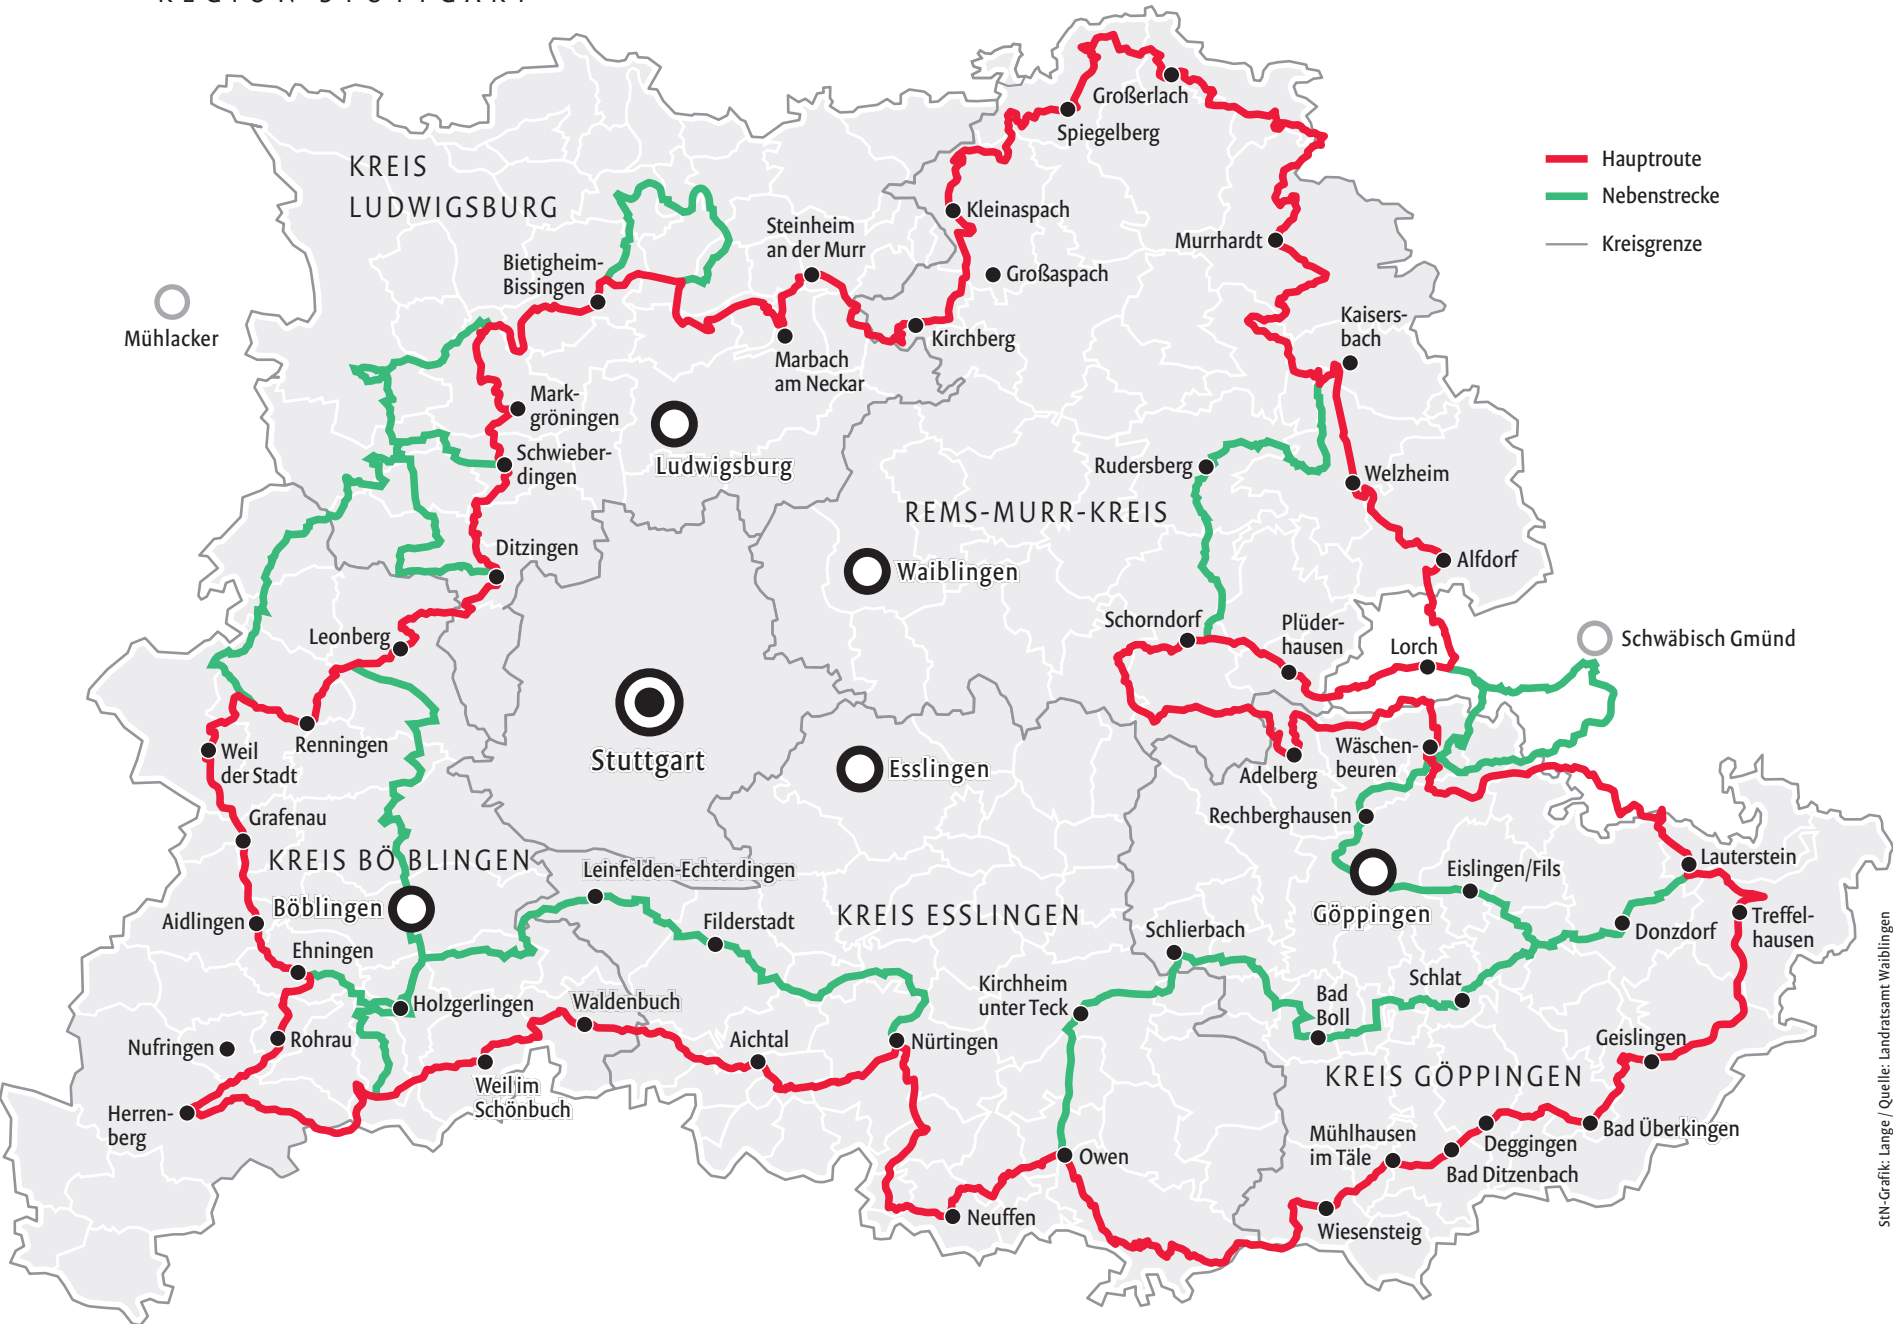 REGION STUTTGART
Großerlach
Spiegelberg
Hauptroute
Nebenstrecke
Kreisgrenze
KREIS
LUDWIGSBURG
Kleinaspach
Steinheim
an der Murr
Murrhardt
Bietigheim-
Bissingen
Großaspach
Mühlacker
Kirchberg
Kaisers-
bach
Marbach
am Neckar
Mark-
gröningen
Schwieber-
dingen
Ludwigsburg
Rudersberg
Welzheim
REMS-MURR-KREIS
Ditzingen
Waiblingen
Alfdorf
Leonberg
Schorndorf
Plüder-
hausen
Lorch
Schwäbisch Gmünd
Renningen
Weil
der Stadt
Stuttgart
Esslingen
Adelberg
Wäschen-
beuren
Rechberghausen
Grafenau
KREIS BÖBLINGEN
Leinfelden-Echterdingen
Eislingen/Fils
Lauterstein
Böblingen
Aidlingen
Filderstadt
KREIS ESSLINGEN
Göppingen
Schlierbach
Donzdorf
Treffel-
hausen
Ehningen
Holzgerlingen
Waldenbuch
Kirchheim
unter Teck
Schlat
Bad
Boll
Nufringen
Rohrau
Aichtal
Nürtingen
Geislingen
KREIS GÖPPINGEN
Weil im
Schönbuch
Herren-
berg
Owen
Mühlhausen
im Täle
Deggingen
Bad Überkingen
Bad Ditzenbach
Neuffen
Wiesensteig
StN-Grafik: Lange / Quelle: Landratsamt Waiblingen